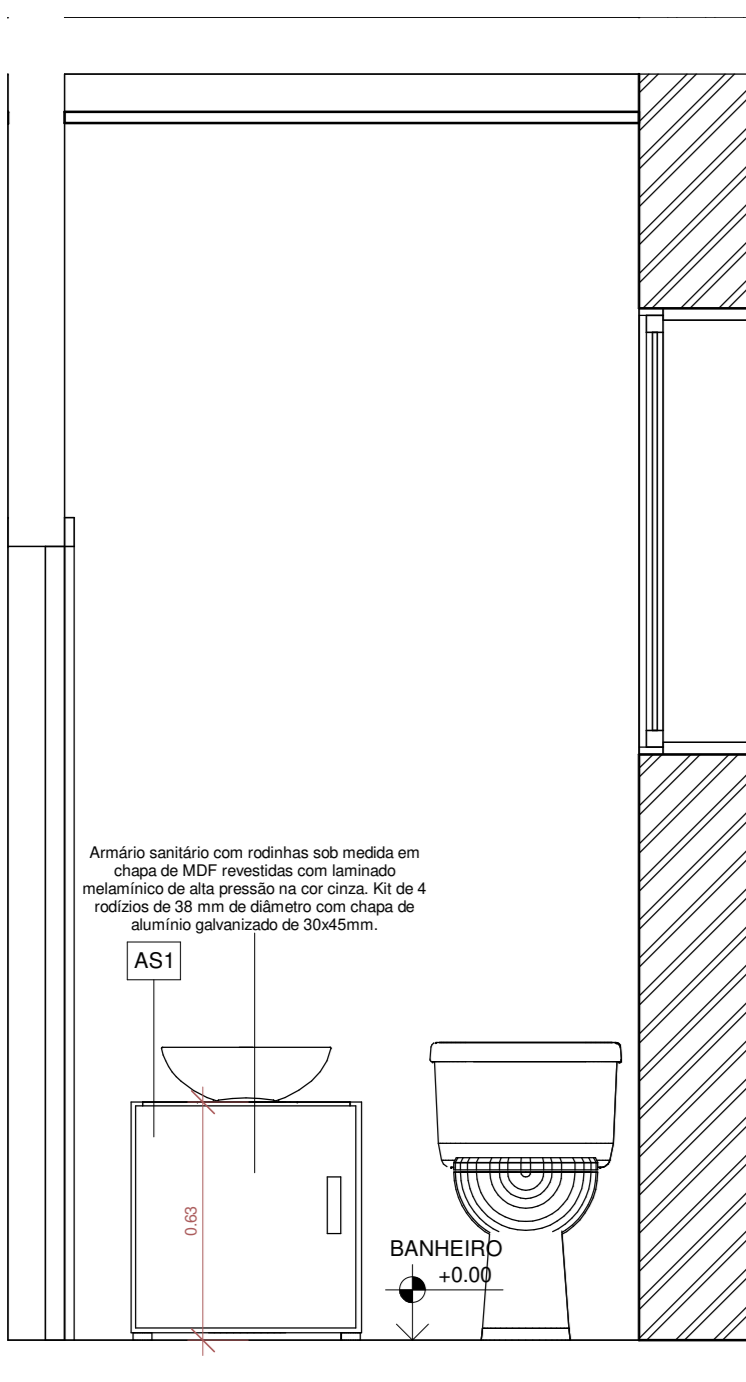 Armário sanitário com rodinhas sob medida em
chapa de MDF revestidas com laminado
melamínico de alta pressão na cor cinza. Kit de 4
rodízios de 38 mm de diâmetro com chapa de
alumínio galvanizado de 30x45mm.
AS1
0.63
BANHEIRO
+0.00